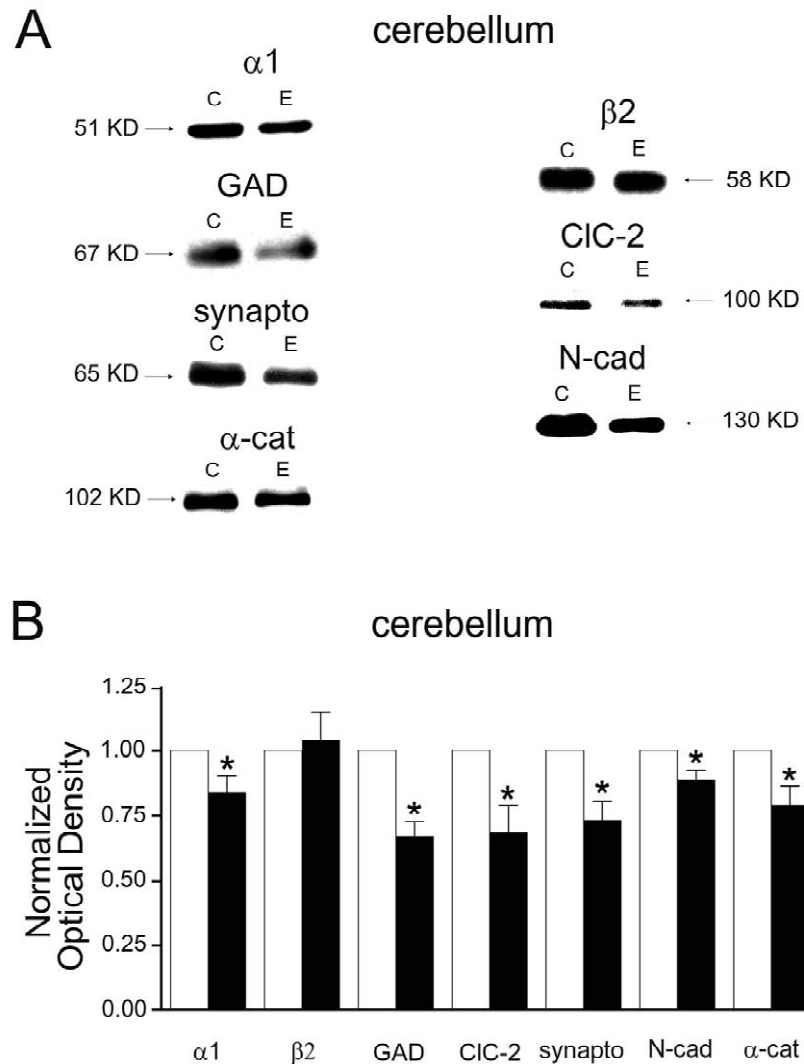 A
cerebellum
α1
C E
51 KD
GAD
C E
67 KD
synapto
C E
65 KD
α-cat
C E
102 KD
β2
C E
58 KD
ClC-2
C E
100 KD
N-cad
C E
130 KD
B
cerebellum
Normalized
Optical Density
1.25
1.00
0.75
0.50
0.25
0.00
* * * * * *
α1 β2 GAD ClC-2 synapto N-cad α-cat